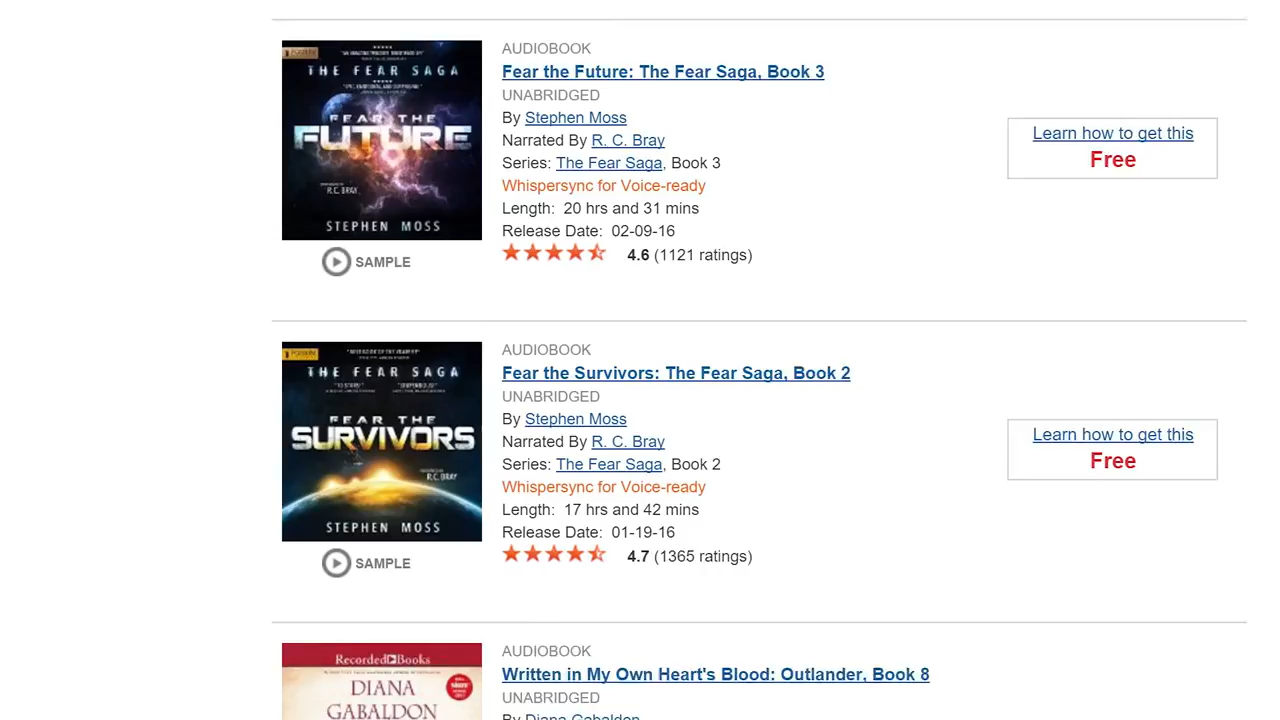 THE FEAR SAGA
FEAR THE
FUTURE
R.C. BRAY
STEPHEN MOSS
SAMPLE
AUDIOBOOK
Fear the Future: The Fear Saga, Book 3
UNABRIDGED
By Stephen Moss
Narrated By R. C. Bray
Series: The Fear Saga, Book 3
Whispersync for Voice-ready
Length: 20 hrs and 31 mins
Release Date: 02-09-16
4.6 (1121 ratings)
Learn how to get this
Free
THE FEAR SAGA
FEAR THE
SURVIVORS
R.C. BRAY
STEPHEN MOSS
SAMPLE
AUDIOBOOK
Fear the Survivors: The Fear Saga, Book 2
UNABRIDGED
By Stephen Moss
Narrated By R. C. Bray
Series: The Fear Saga, Book 2
Whispersync for Voice-ready
Length: 17 hrs and 42 mins
Release Date: 01-19-16
4.7 (1365 ratings)
Learn how to get this
Free
Recorded Books
DIANA
GABALDON
AUDIOBOOK
Written in My Own Heart's Blood: Outlander, Book 8
UNABRIDGED
By Diana Gabaldon